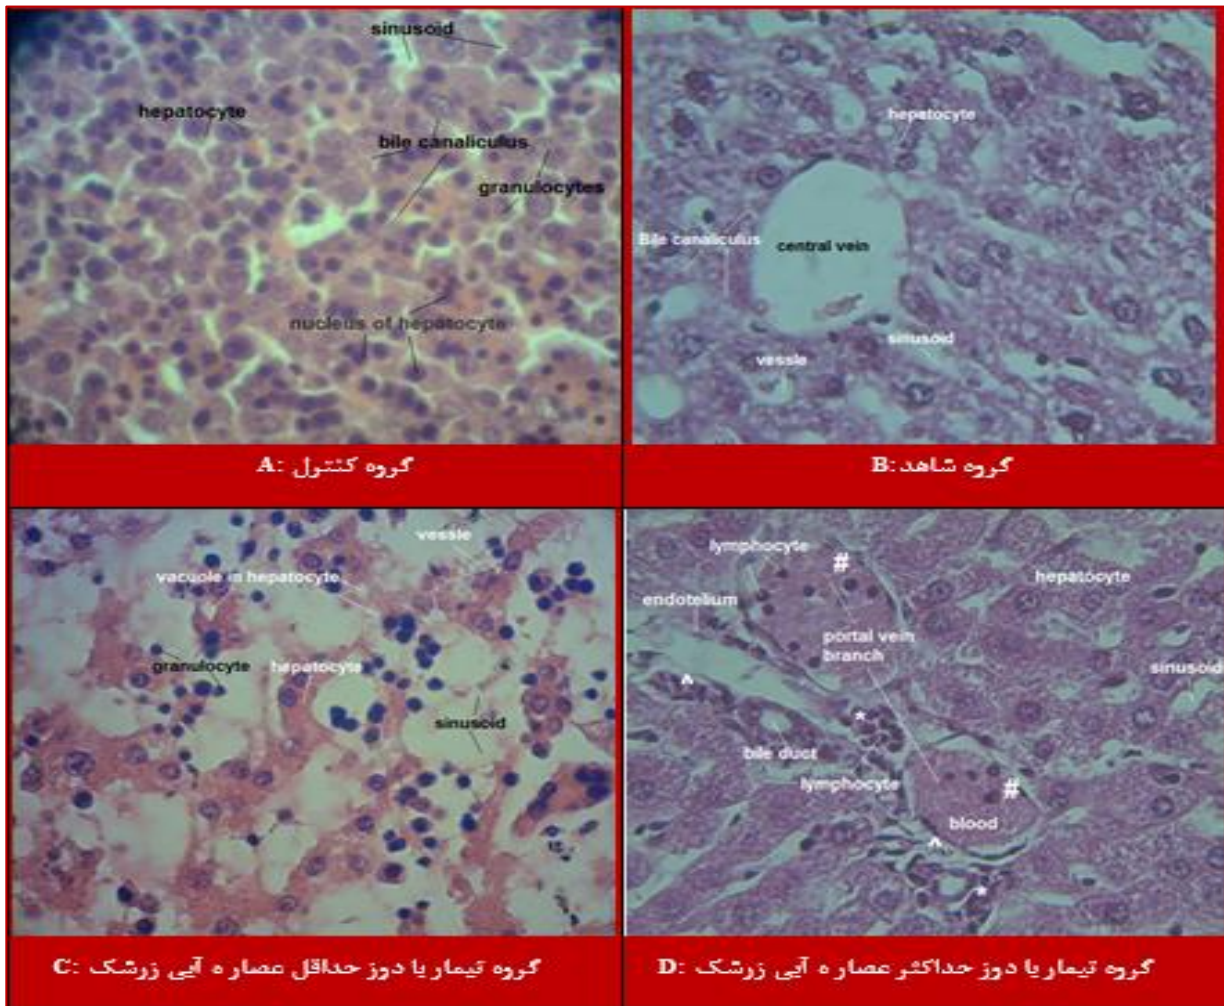 sinusoid
hepatocyte
bile canaliculus
granulocytes
nucleus of hepatocyte
A: گروه کنترل
hepatocyte
Bile canaliculus
central vein
sinusoid
vessle
B: گروه شاهد
vessle
vacuole in hepatocyte
granulocyte
hepatocyte
sinusoid
C: گروه تیمار با دوز حداقل عصاره آبی زرشک
lymphocyte
#
hepatocyte
endotelium
portal vein
branch
sinusoid
^
*
bile duct
lymphocyte
#
blood
^
*
D: گروه تیمار با دوز حداکثر عصاره آبی زرشک